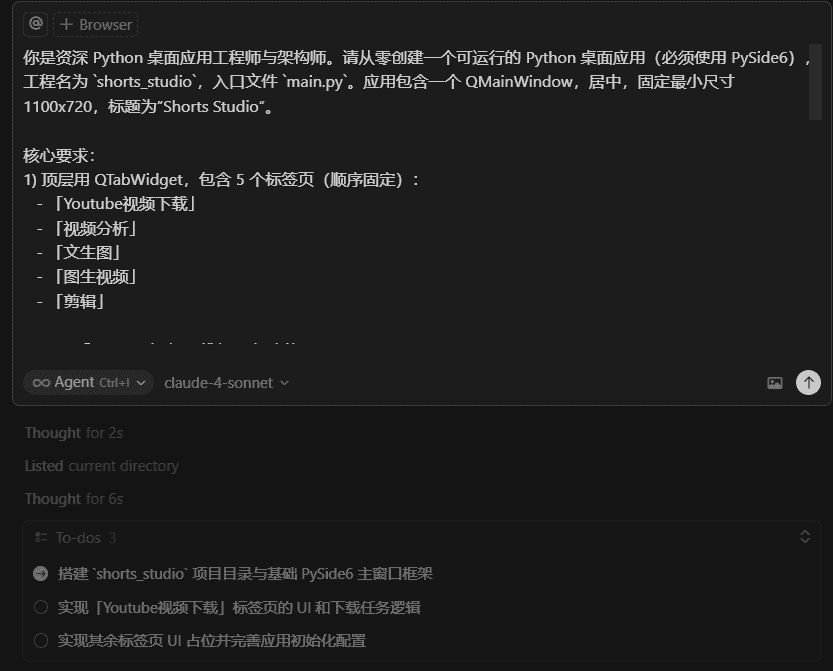 @ + Browser
你是资深 Python 桌面应用工程师与架构师。请从零创建一个可运行的 Python 桌面应用（必须使用 PySide6），
工程名为 `shorts_studio`，入口文件 `main.py`。应用包含一个 QMainWindow，居中，固定最小尺寸
1100x720，标题为"Shorts Studio"。
核心要求：
1) 顶层用 QTabWidget，包含 5 个标签页（顺序固定）：
- 「Youtube视频下载」
- 「视频分析」
- 「文生图」
- 「图生视频」
- 「剪辑」
Agent Ctrl+I claude-4-sonnet
Thought for 2s
Listed current directory
Thought for 6s
To-dos 3
搭建 `shorts_studio` 项目目录与基础 PySide6 主窗口框架
实现「Youtube视频下载」标签页的 UI 和下载任务逻辑
实现其余标签页 UI 占位并完善应用初始化配置